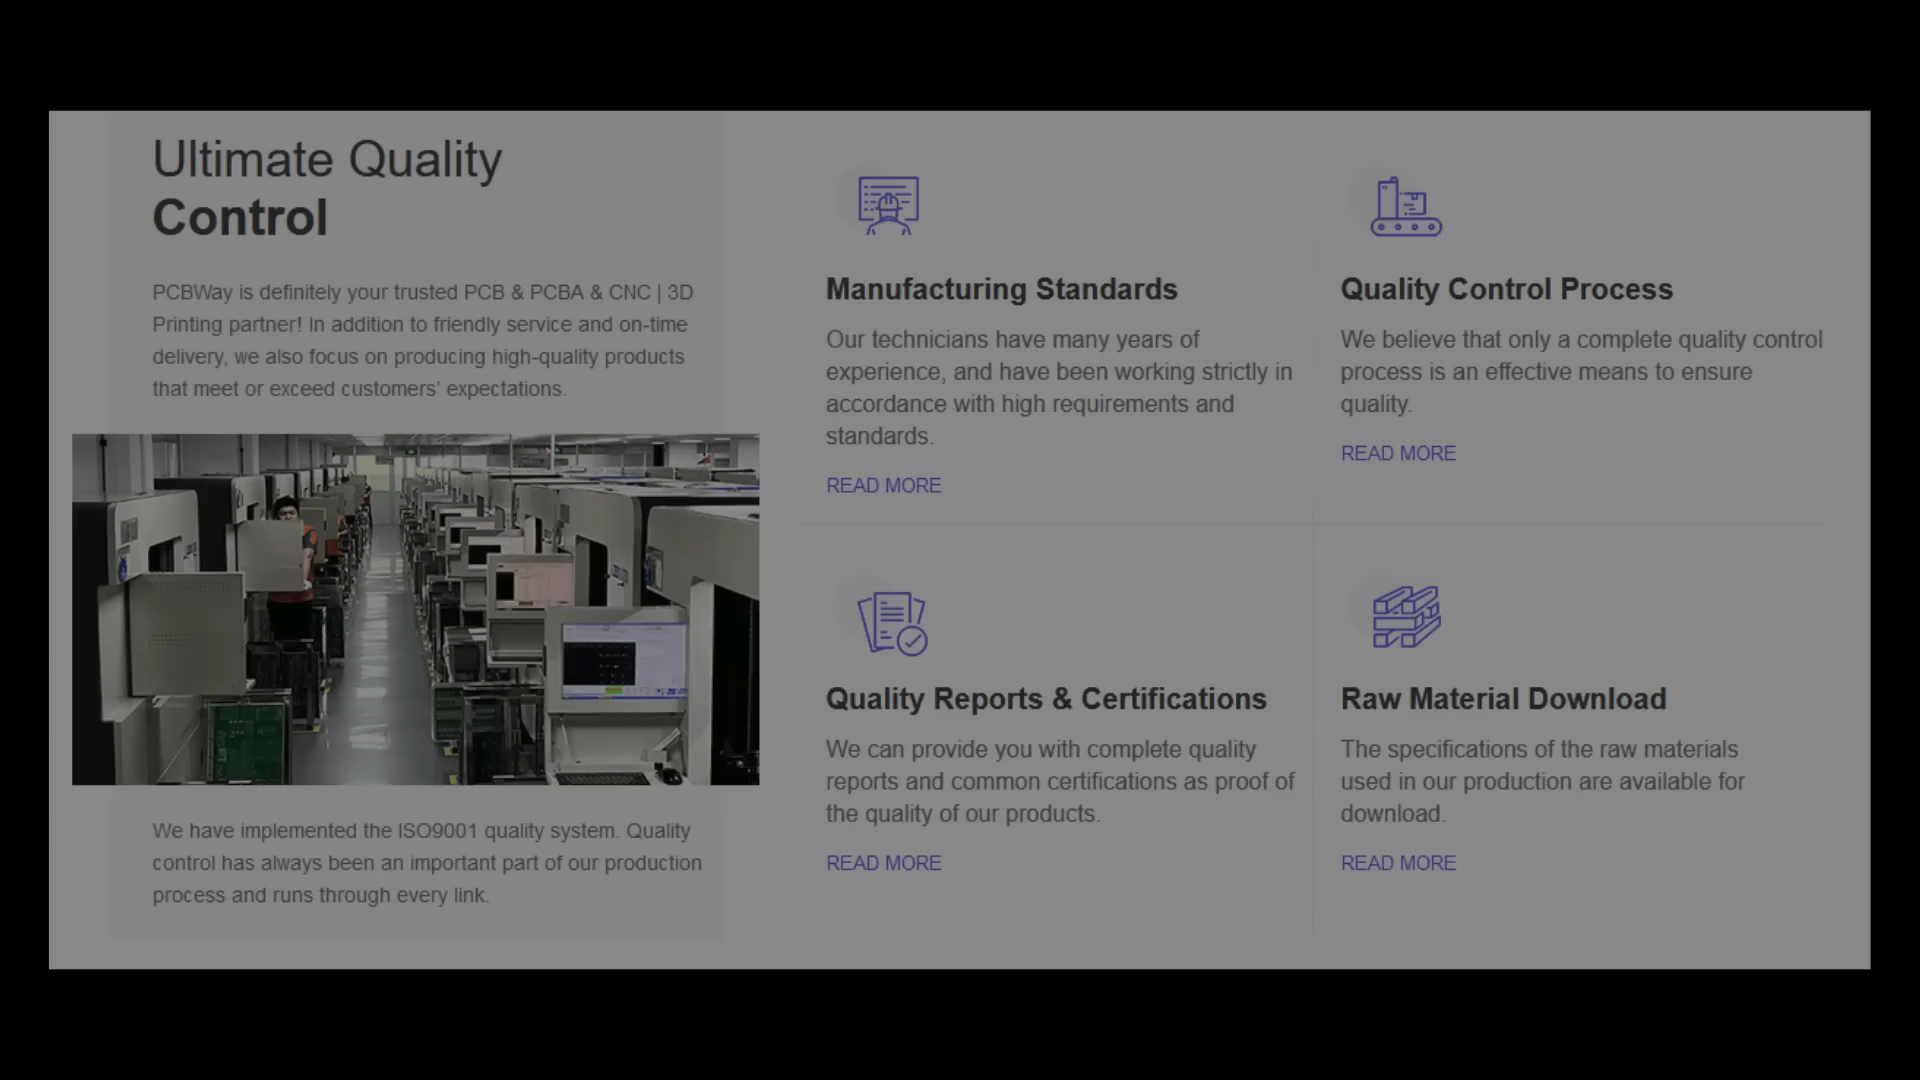 Ultimate Quality
Control
PCBWay is definitely your trusted PCB & PCBA & CNC | 3D
Printing partner! In addition to friendly service and on-time
delivery, we also focus on producing high-quality products
that meet or exceed customers' expectations.
We have implemented the ISO9001 quality system. Quality
control has always been an important part of our production
process and runs through every link.
Manufacturing Standards
Our technicians have many years of
experience, and have been working strictly in
accordance with high requirements and
standards.
READ MORE
Quality Control Process
We believe that only a complete quality control
process is an effective means to ensure
quality.
READ MORE
Quality Reports & Certifications
We can provide you with complete quality
reports and common certifications as proof of
the quality of our products.
READ MORE
Raw Material Download
The specifications of the raw materials
used in our production are available for
download.
READ MORE